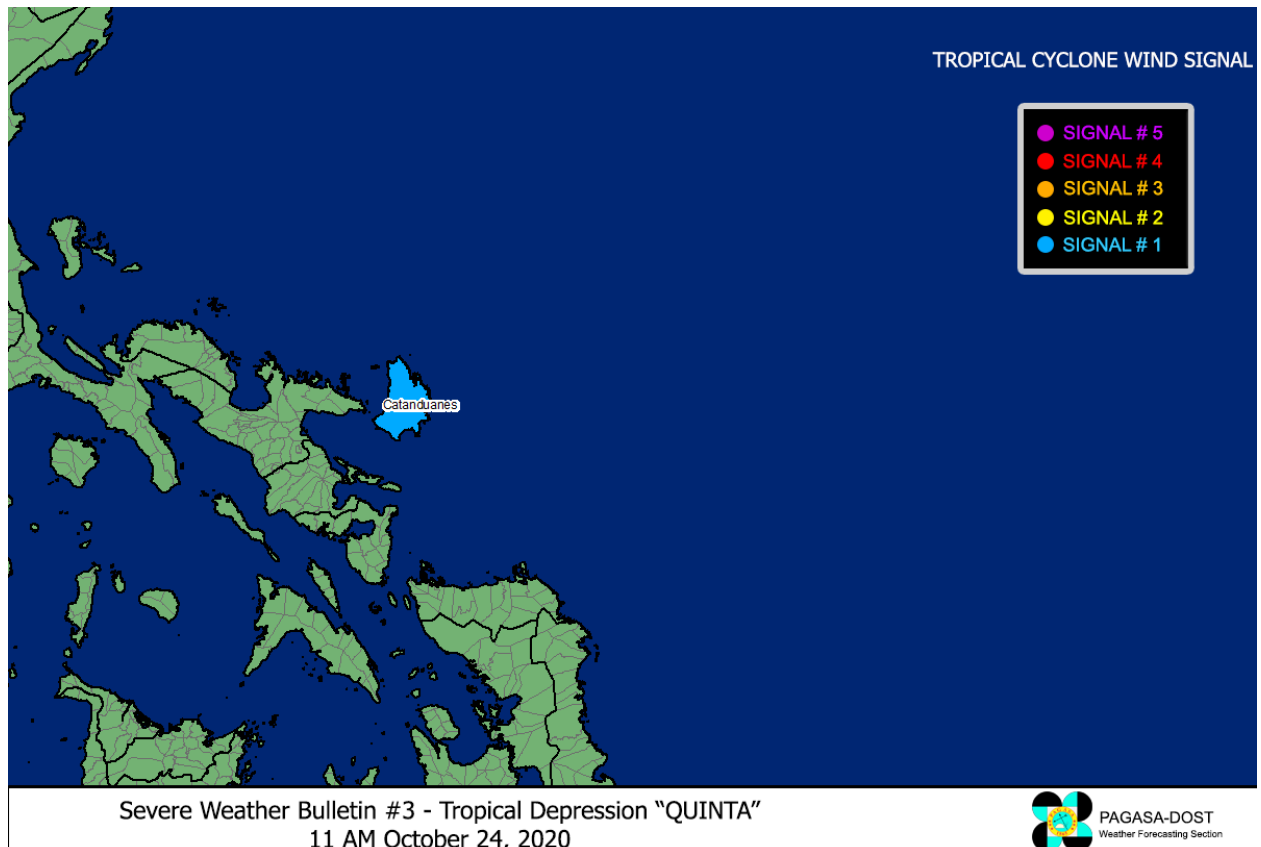 TROPICAL CYCLONE WIND SIGNAL
SIGNAL # 5
SIGNAL # 4
SIGNAL # 3
SIGNAL # 2
SIGNAL # 1
Catanduanes
Severe Weather Bulletin #3 - Tropical Depression “QUINTA”
11 AM October 24, 2020
PAGASA-DOST
Weather Forecasting Section